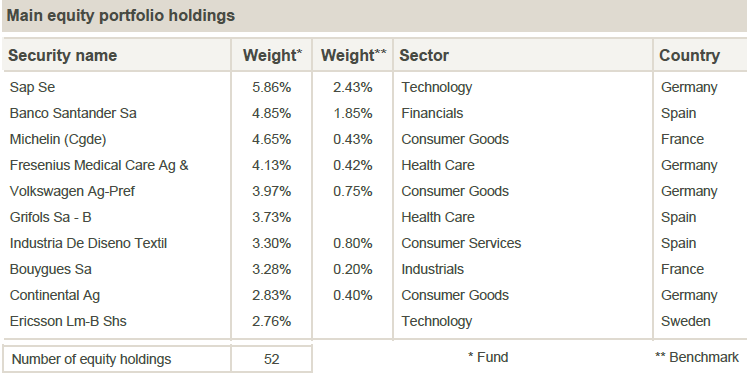 Main equity portfolio holdings
Security name Weight* Weight** Sector Country
Sap Se 5.86% 2.43% Technology Germany
Banco Santander Sa 4.85% 1.85% Financials Spain
Michelin (Cgde) 4.65% 0.43% Consumer Goods France
Fresenius Medical Care Ag & 4.13% 0.42% Health Care Germany
Volkswagen Ag-Pref 3.97% 0.75% Consumer Goods Germany
Grifols Sa - B 3.73% Health Care Spain
Industria De Diseno Textil 3.30% 0.80% Consumer Services Spain
Bouygues Sa 3.28% 0.20% Industrials France
Continental Ag 2.83% 0.40% Consumer Goods Germany
Ericsson Lm-B Shs 2.76% Technology Sweden
Number of equity holdings 52 * Fund ** Benchmark